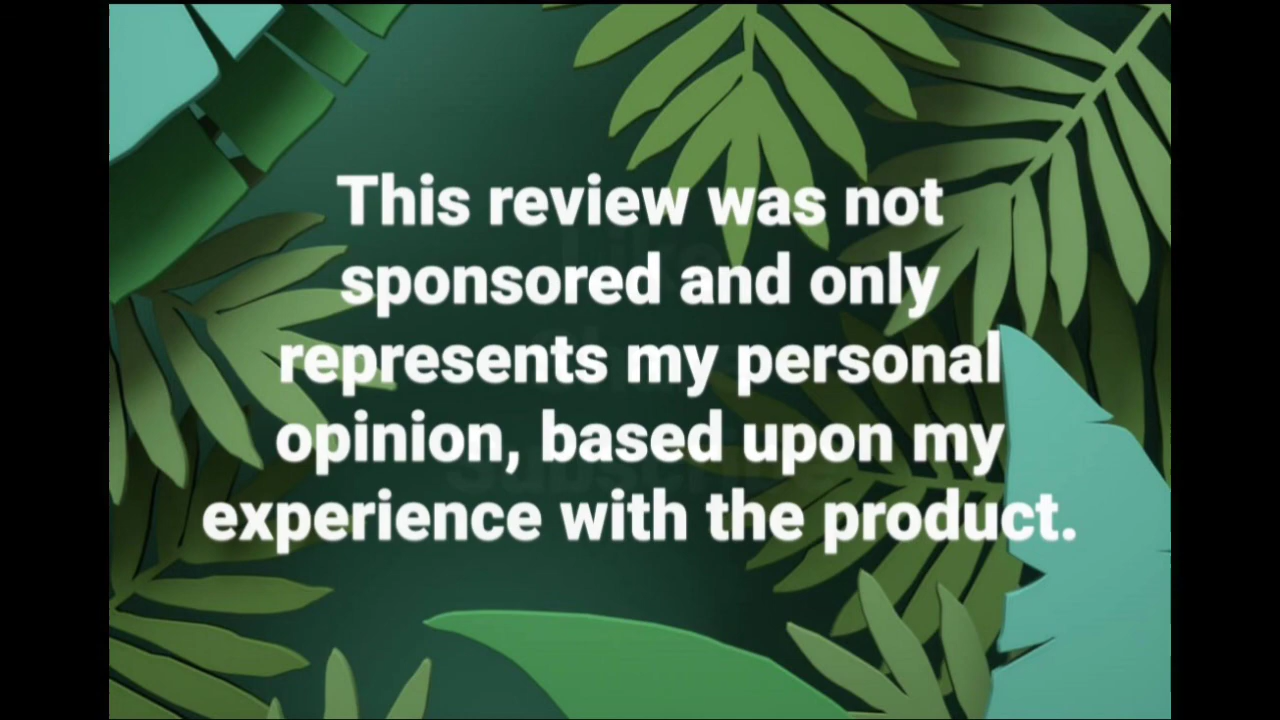 This review was not
sponsored and only
represents my personal
opinion, based upon my
experience with the product.